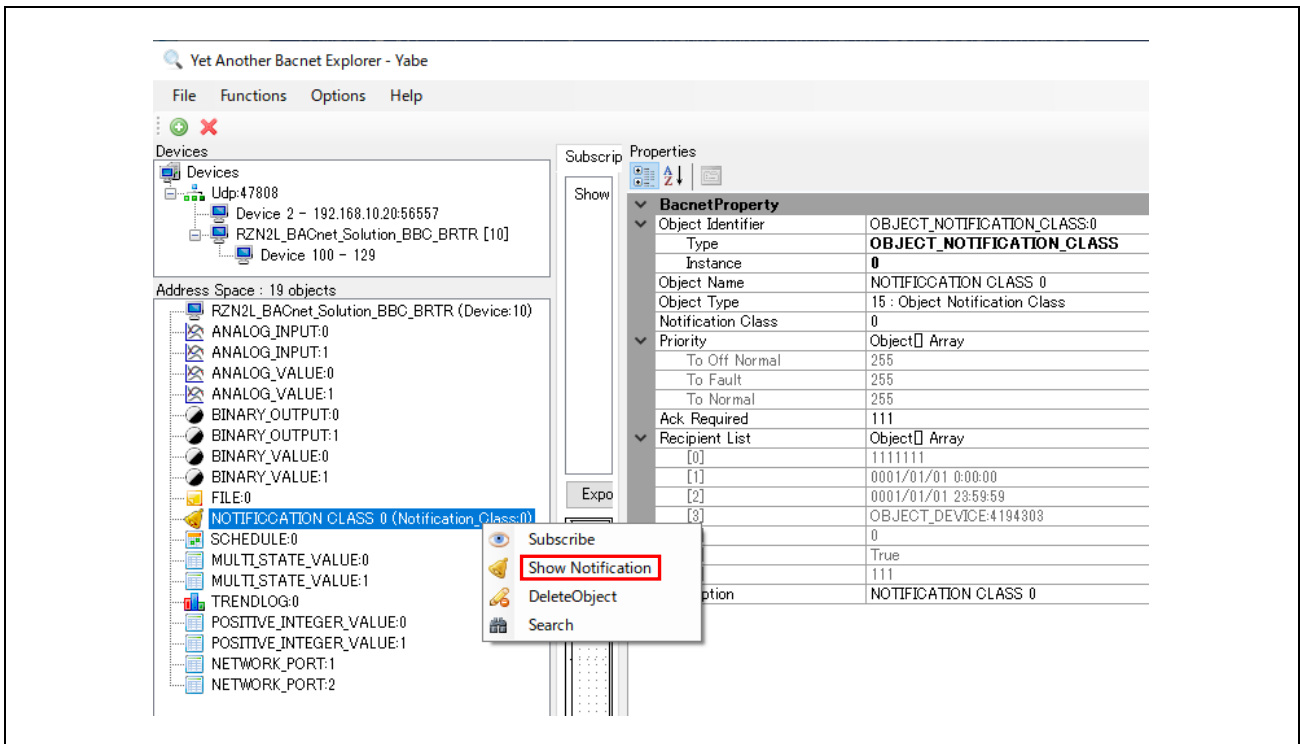 Yet Another Bacnet Explorer - Yabe
File Functions Options Help
Devices
Devices
Udp:47808
Device 2 - 192.168.10.20:56557
RZN2L_BACnet_Solution_BBC_BRTR [10]
Device 100 - 129
Address Space : 19 objects
RZN2L_BACnet_Solution_BBC_BRTR (Device:10)
ANALOG_INPUT:0
ANALOG_INPUT:1
ANALOG_VALUE:0
ANALOG_VALUE:1
BINARY_OUTPUT:0
BINARY_OUTPUT:1
BINARY_VALUE:0
BINARY_VALUE:1
FILE:0
NOTIFICCATION CLASS 0 (Notification_Class:0)
SCHEDULE:0
MULTI_STATE_VALUE:0
MULTI_STATE_VALUE:1
TRENDLOG:0
POSITIVE_INTEGER_VALUE:0
POSITIVE_INTEGER_VALUE:1
NETWORK_PORT:1
NETWORK_PORT:2
Subscribe
Show Notification
DeleteObject
Search
Subscrip
Show
Expo
Properties
BacnetProperty
Object Identifier OBJECT_NOTIFICATION_CLASS:0
Type OBJECT_NOTIFICATION_CLASS
Instance 0
Object Name NOTIFICCATION CLASS 0
Object Type 15 : Object Notification Class
Notification Class 0
Priority Object[] Array
To Off Normal 255
To Fault 255
To Normal 255
Ack Required 111
Recipient List Object[] Array
[0] 1111111
[1] 0001/01/01 0:00:00
[2] 0001/01/01 23:59:59
[3] OBJECT_DEVICE:4194303
0
True
111
ption NOTIFICATION CLASS 0